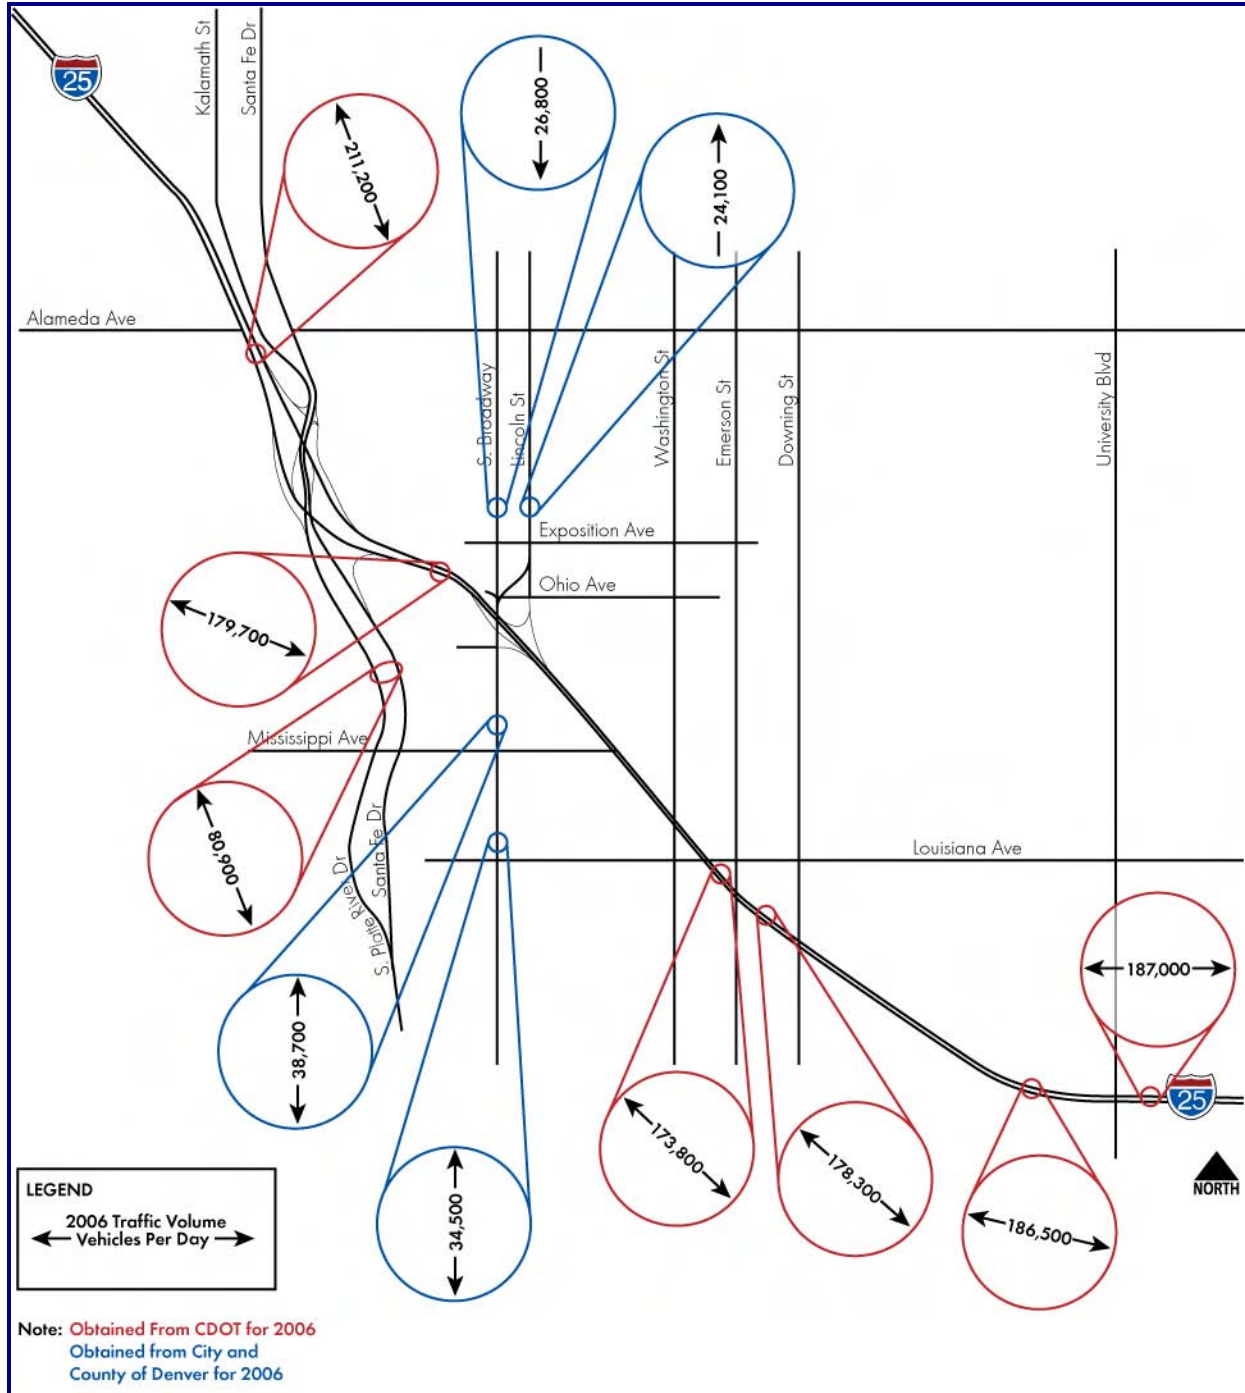 25
Kalamath St
Santa Fe Dr
211,200
26,800
24,100
Alameda Ave
S. Broadway
Lincoln St
Washington St
Emerson St
Downing St
University Blvd
Exposition Ave
Ohio Ave
179,700
Mississippi Ave
80,900
S. Platte River Dr
Santa Fe Dr
Louisiana Ave
38,700
34,500
173,800
178,300
186,500
187,000
25
NORTH
LEGEND
2006 Traffic Volume
Vehicles Per Day
Note: Obtained From CDOT for 2006
Obtained from City and
County of Denver for 2006